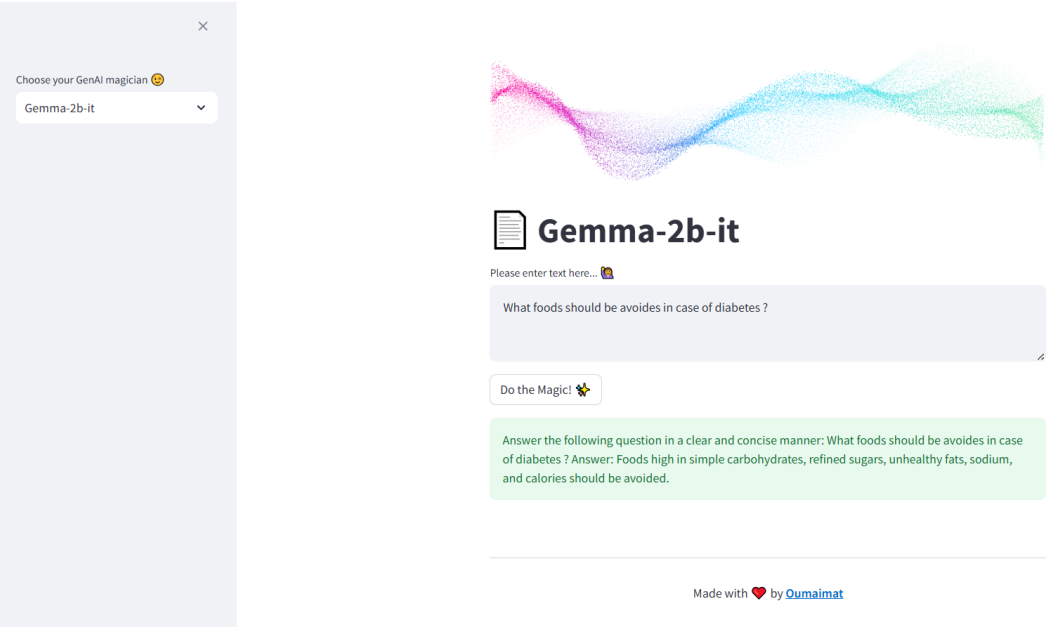 Choose your GenAI magician 😉
Gemma-2b-it
Gemma-2b-it
Please enter text here... 🙋
What foods should be avoides in case of diabetes ?
Do the Magic! ✨
Answer the following question in a clear and concise manner: What foods should be avoides in case
of diabetes ? Answer: Foods high in simple carbohydrates, refined sugars, unhealthy fats, sodium,
and calories should be avoided.
Made with ❤️ by Oumaimat